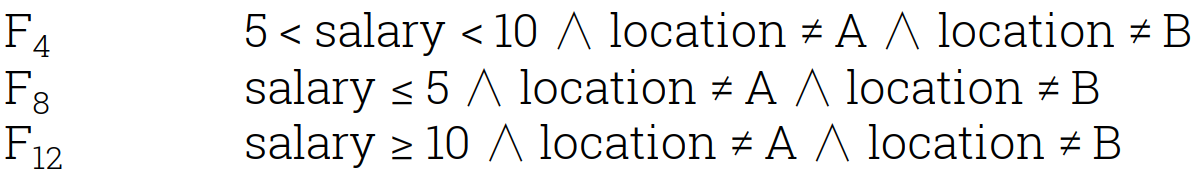 F₄ 5 < salary < 10 ⋀ location ≠ A ⋀ location ≠ B
F₈ salary ≤ 5 ⋀ location ≠ A ⋀ location ≠ B
F₁₂ salary ≥ 10 ⋀ location ≠ A ⋀ location ≠ B